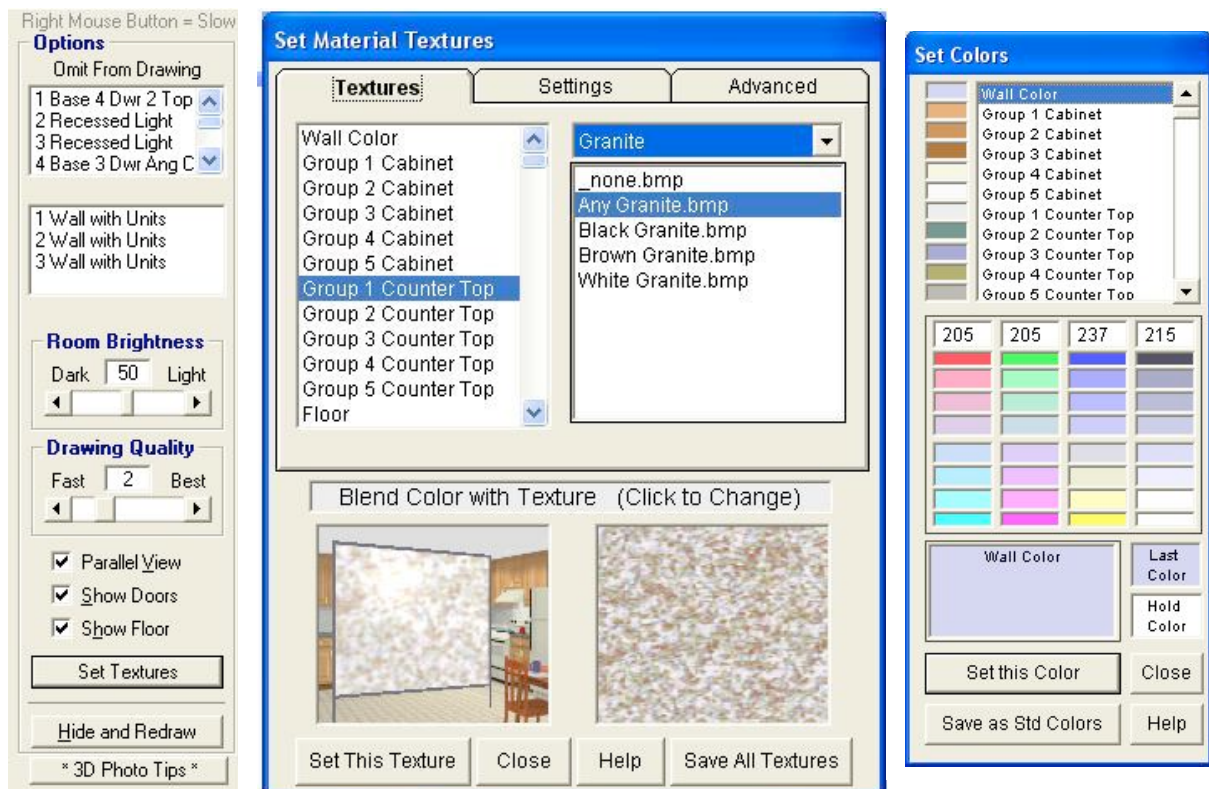 Right Mouse Button = Slow
Options
Omit From Drawing
1 Base 4 Dwr 2 Top
2 Recessed Light
3 Recessed Light
4 Base 3 Dwr Ang C
1 Wall with Units
2 Wall with Units
3 Wall with Units
Room Brightness
Dark 50 Light
Drawing Quality
Fast 2 Best
Parallel View
Show Doors
Show Floor
Set Textures
Hide and Redraw
* 3D Photo Tips *
Set Material Textures
Textures Settings Advanced
Wall Color
Group 1 Cabinet
Group 2 Cabinet
Group 3 Cabinet
Group 4 Cabinet
Group 5 Cabinet
Group 1 Counter Top
Group 2 Counter Top
Group 3 Counter Top
Group 4 Counter Top
Group 5 Counter Top
Floor
Granite
_none.bmp
Any Granite.bmp
Black Granite.bmp
Brown Granite.bmp
White Granite.bmp
Blend Color with Texture (Click to Change)
Set This Texture Close Help Save All Textures
Set Colors
Wall Color
Group 1 Cabinet
Group 2 Cabinet
Group 3 Cabinet
Group 4 Cabinet
Group 5 Cabinet
Group 1 Counter Top
Group 2 Counter Top
Group 3 Counter Top
Group 4 Counter Top
Group 5 Counter Top
205 205 237 215
Wall Color
Last
Color
Hold
Color
Set this Color Close
Save as Std Colors Help